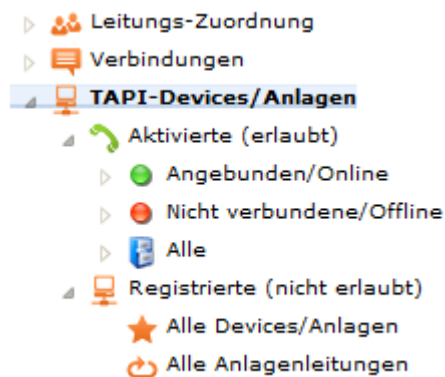 Leitungs-Zuordnung
Verbindungen
TAPI-Devices/Anlagen
Aktivierte (erlaubt)
Angebunden/Online
Nicht verbundene/Offline
Alle
Registrierte (nicht erlaubt)
Alle Devices/Anlagen
Alle Anlagenleitungen